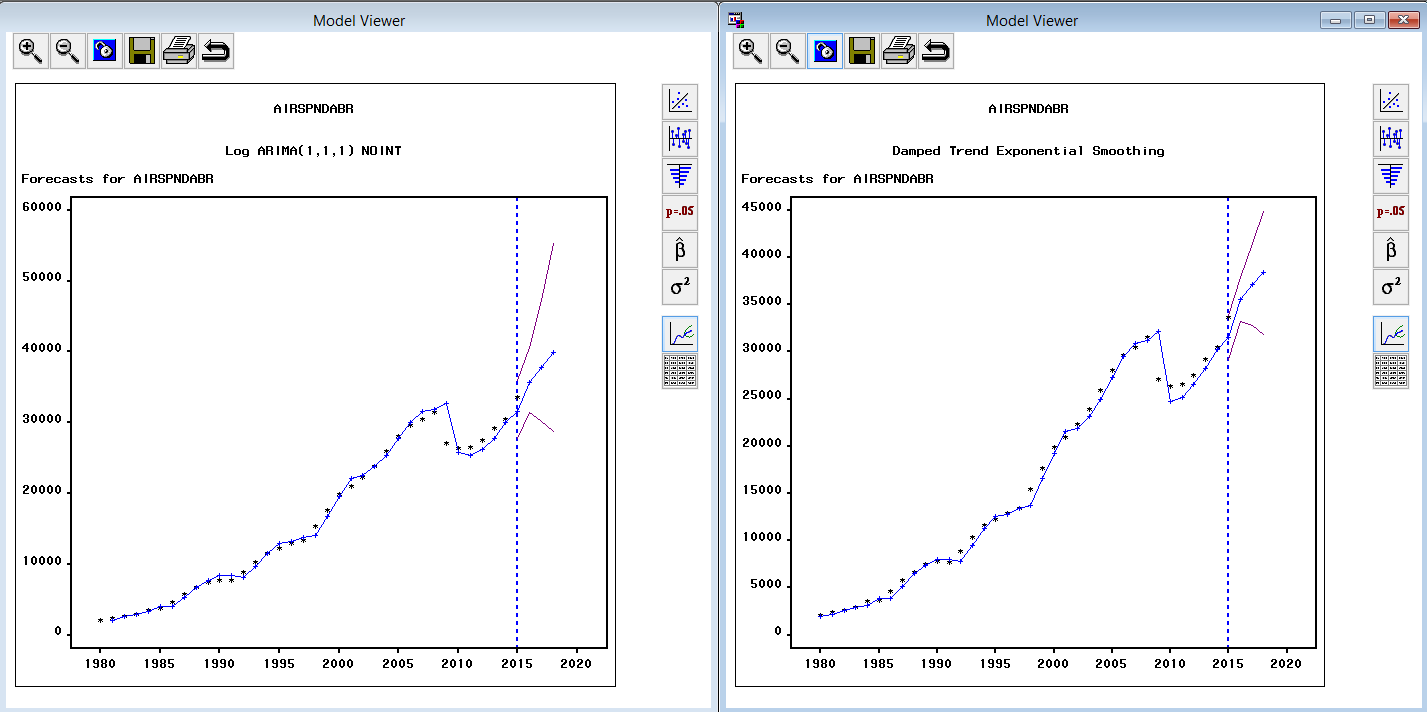 Model Viewer
AIRSPNDABR
Log ARIMA(1,1,1) NOINT
Forecasts for AIRSPNDABR
60000
50000
40000
30000
20000
10000
0
1980 1985 1990 1995 2000 2005 2010 2015 2020
p=.05
β̂
σ²
Model Viewer
AIRSPNDABR
Damped Trend Exponential Smoothing
Forecasts for AIRSPNDABR
45000
40000
35000
30000
25000
20000
15000
10000
5000
0
1980 1985 1990 1995 2000 2005 2010 2015 2020
p=.05
β̂
σ²